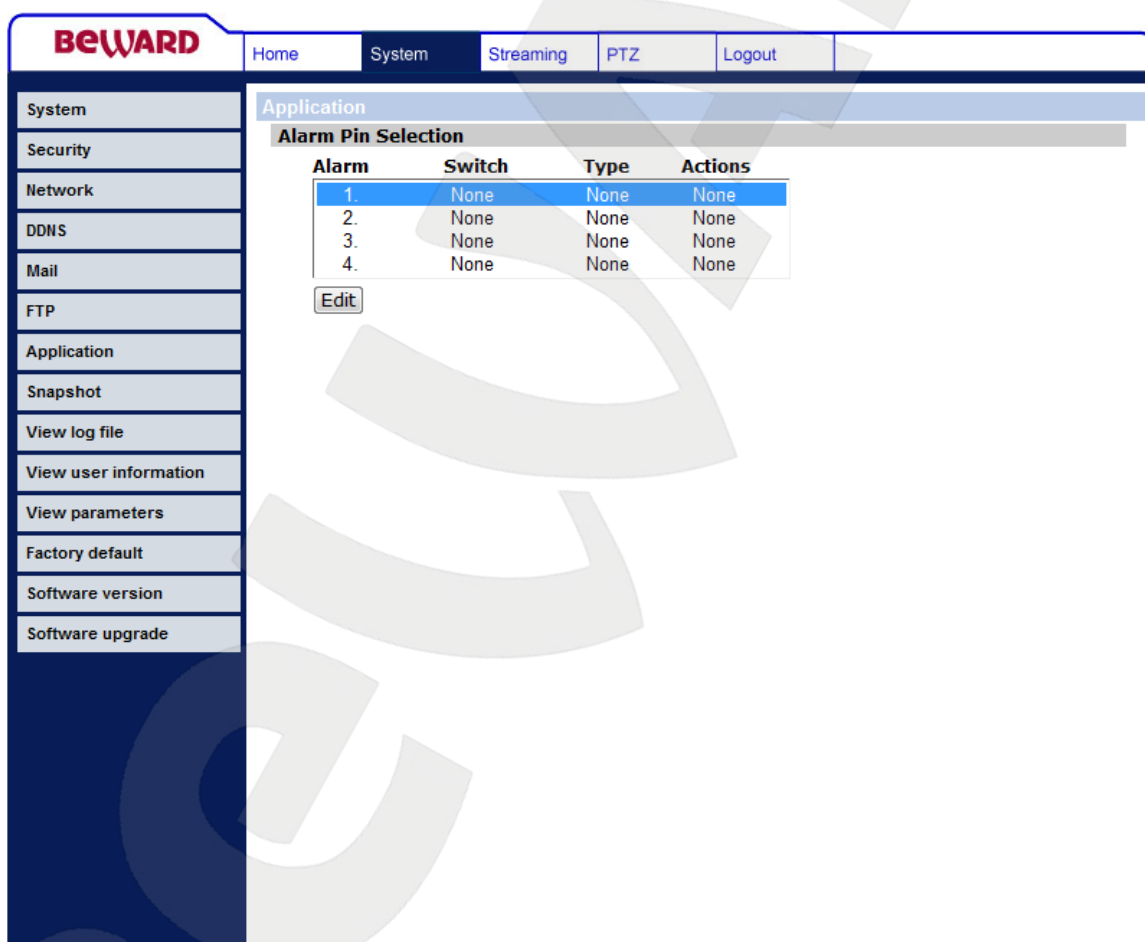 BEWARD
Home System Streaming PTZ Logout
System
Security
Network
DDNS
Mail
FTP
Application
Snapshot
View log file
View user information
View parameters
Factory default
Software version
Software upgrade
Application
Alarm Pin Selection
Alarm Switch Type Actions
1. None None None
2. None None None
3. None None None
4. None None None
Edit